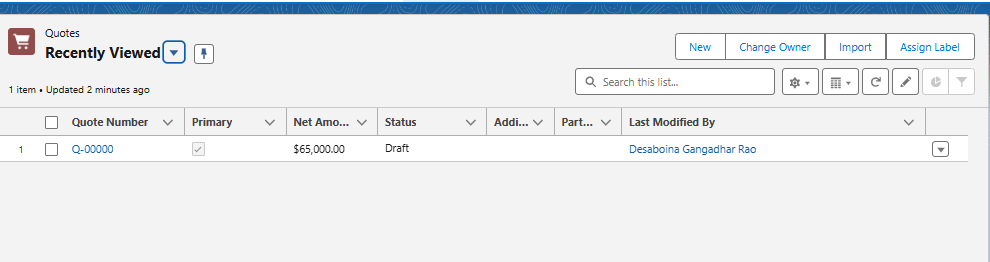 Quotes
Recently Viewed
New Change Owner Import Assign Label
1 item • Updated 2 minutes ago
Search this list...
Quote Number Primary Net Amo... Status Addi... Part... Last Modified By
1 Q-00000 $65,000.00 Draft Desaboina Gangadhar Rao